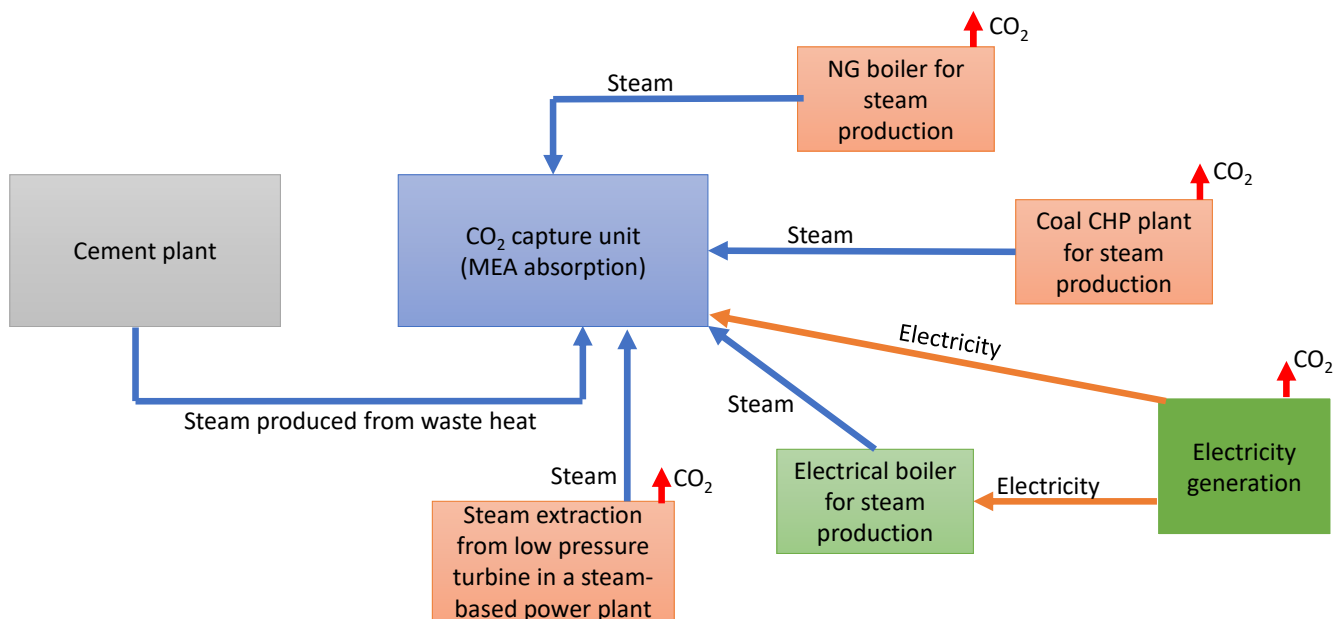 CO₂
NG boiler for
steam
production
Steam
CO₂
Coal CHP plant
for steam
production
Steam
Cement plant
CO₂ capture unit
(MEA absorption)
Electricity
CO₂
Electricity
generation
Steam
Steam produced from waste heat
Electrical boiler
for steam
production
Electricity
Steam
CO₂
Steam extraction
from low pressure
turbine in a steam-
based power plant